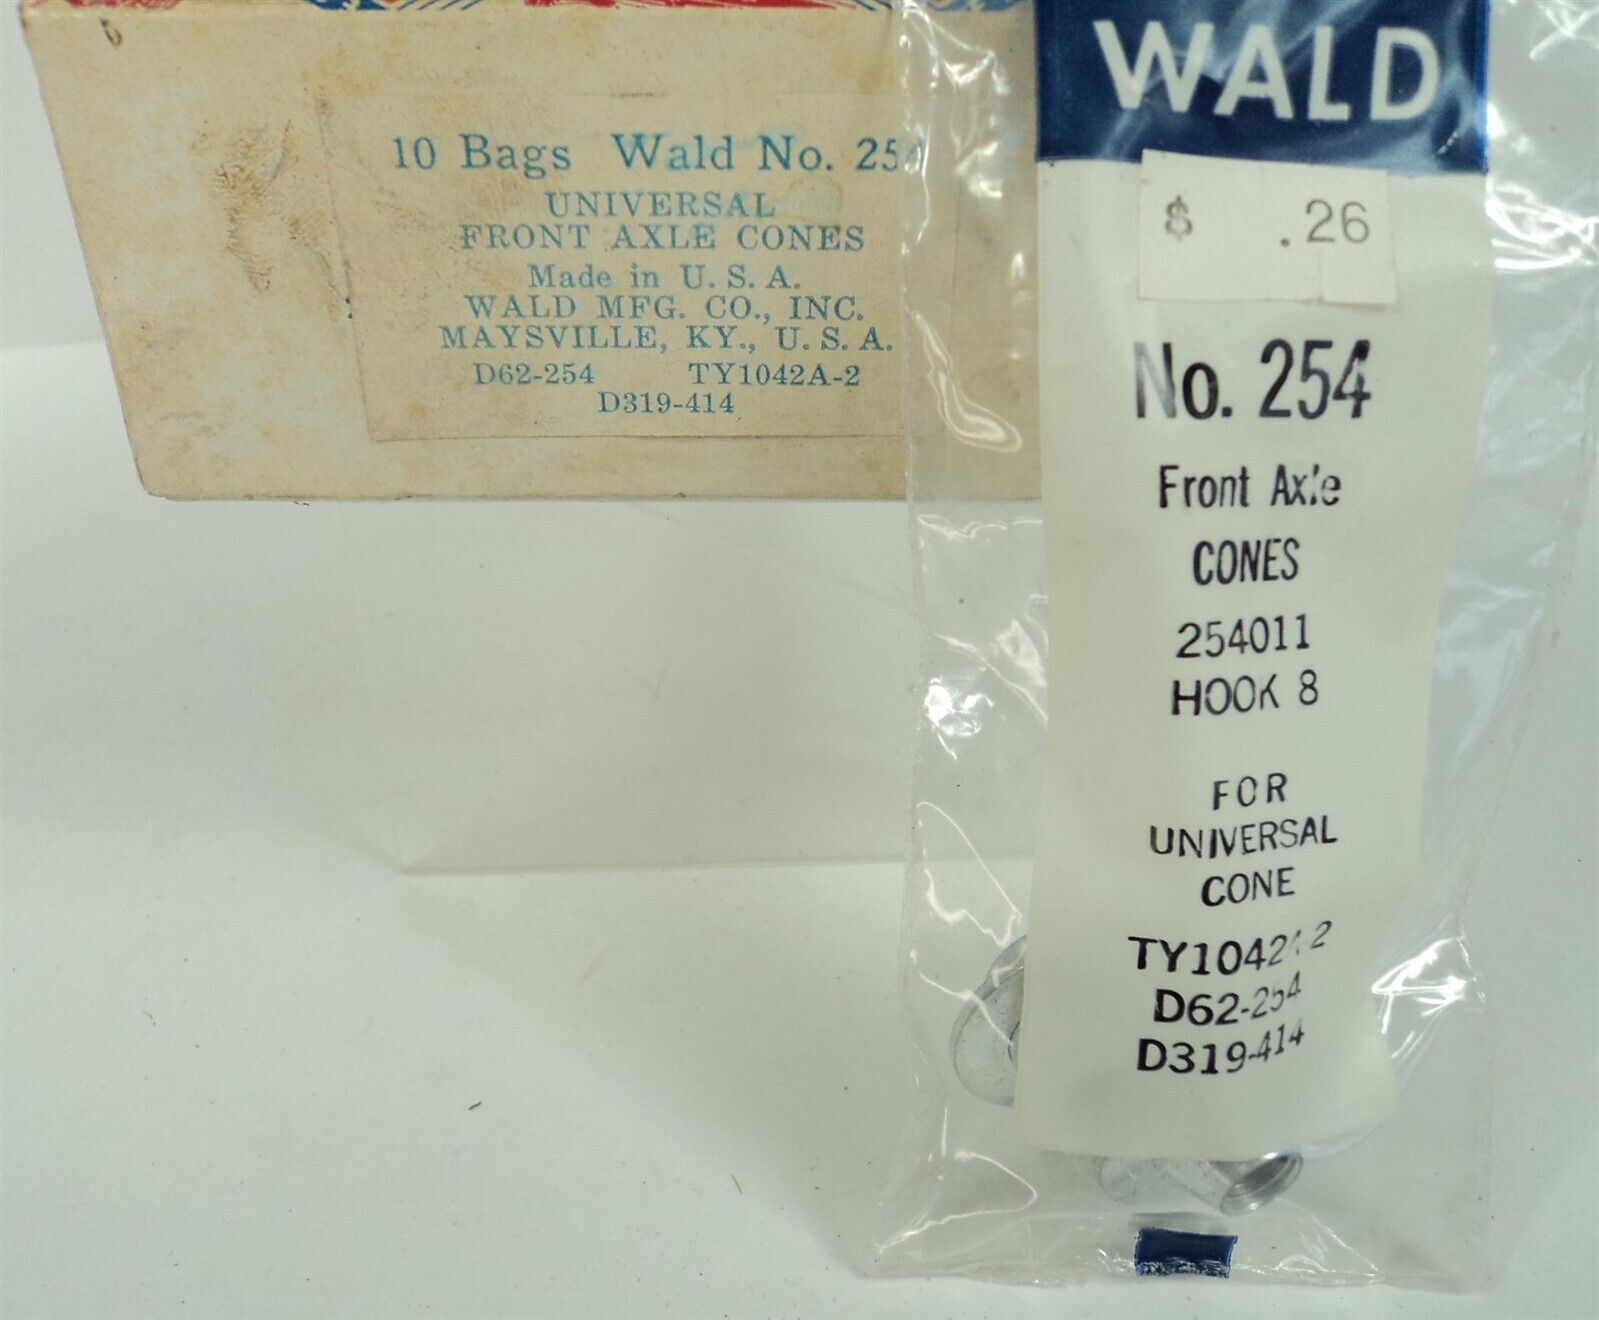 10 Bags Wald No. 254
UNIVERSAL
FRONT AXLE CONES
Made in U. S. A.
WALD MFG. CO., INC.
MAYSVILLE, KY., U. S. A.
D62-254 TY1042A-2
D319-414
WALD
$ .26
No. 254
Front Axle
CONES
254011
HOOK 8
FOR
UNIVERSAL
CONE
TY1042A2
D62-254
D319-414